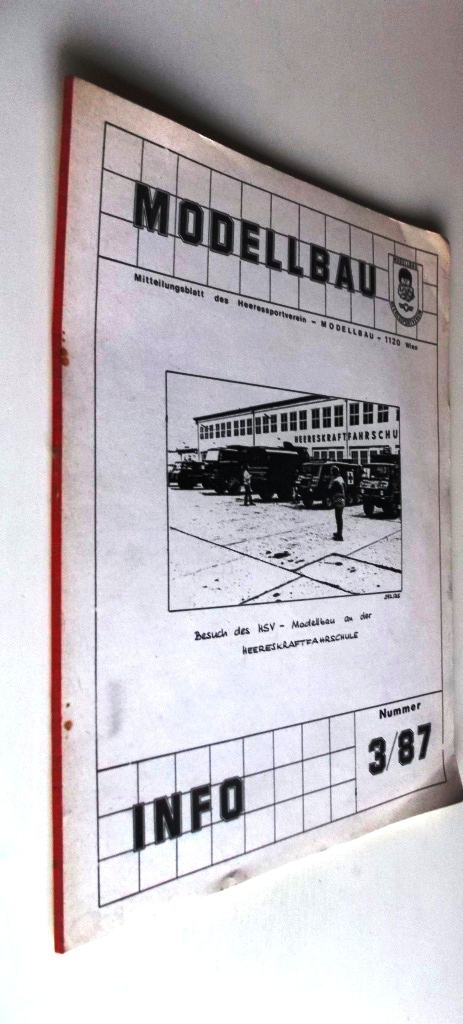 MODELLBAU
Mitteilungsblatt des Heeressportverein - MODELLBAU - 1120 Wien
HEERESKRAFTFAHRSCHU
Besuch des HSV - Modellbau an der
HEERESKRAFTFAHRSCHULE
Nummer
3/87
INFO